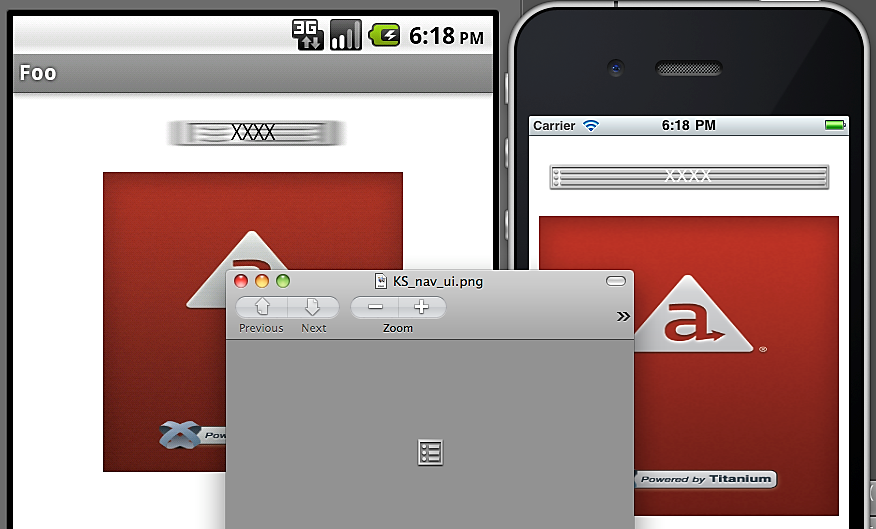 3G
6:18 PM
Foo
XXXX
a
Pow
KS_nav_ui.png
Previous Next Zoom
»
Carrier 6:18 PM
XXXX
a
®
Powered by Titanium